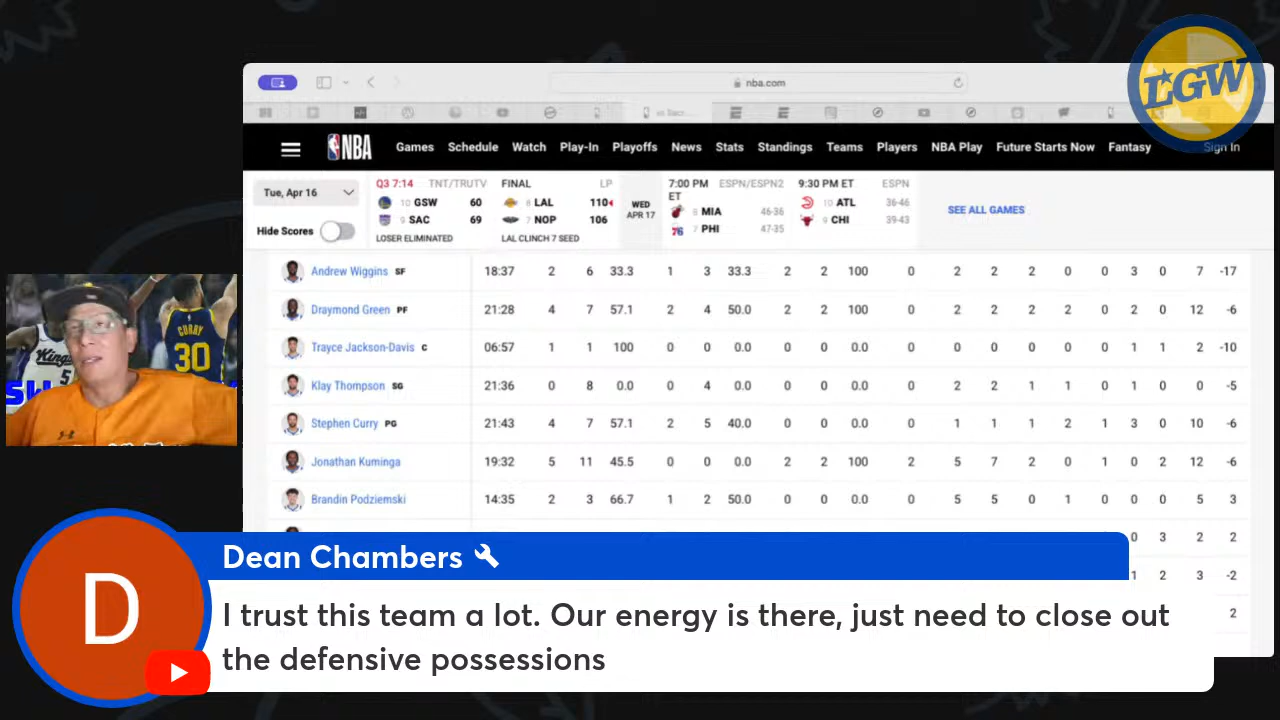 LGW
nba.com
NBA Games Schedule Watch Play-In Playoffs News Stats Standings Teams Players NBA Play Future Starts Now Fantasy Sign In
Tue, Apr 16
Hide Scores
Q3 7:14 TNT/TRUTV
10 GSW 60
9 SAC 69
LOSER ELIMINATED
FINAL LP
8 LAL 110
7 NOP 106
LAL CLINCH 7 SEED
WED
APR 17
7:00 PM ESPN/ESPN2
ET
8 MIA 46-36
7 PHI 47-35
9:30 PM ET ESPN
10 ATL 36-46
9 CHI 39-43
SEE ALL GAMES
Andrew Wiggins SF 18:37 2 6 33.3 1 3 33.3 2 2 100 0 2 2 2 0 0 3 0 7 -17
Draymond Green PF 21:28 4 7 57.1 2 4 50.0 2 2 100 0 2 2 2 2 0 2 0 12 -6
Trayce Jackson-Davis C 06:57 1 1 100 0 0 0.0 0 0 0.0 0 0 0 0 0 0 1 1 2 -10
Klay Thompson SG 21:36 0 8 0.0 0 4 0.0 0 0 0.0 0 2 2 1 1 0 1 0 0 -5
Stephen Curry PG 21:43 4 7 57.1 2 5 40.0 0 0 0.0 0 1 1 1 2 1 3 0 10 -6
Jonathan Kuminga 19:32 5 11 45.5 0 0 0.0 2 2 100 2 5 7 2 0 1 0 2 12 -6
Brandin Podziemski 14:35 2 3 66.7 1 2 50.0 0 0 0.0 0 5 5 0 1 0 0 0 5 3
0 3 2 2
1 2 3 -2
2
Kings
5
CURRY
30
D
Dean Chambers
I trust this team a lot. Our energy is there, just need to close out
the defensive possessions